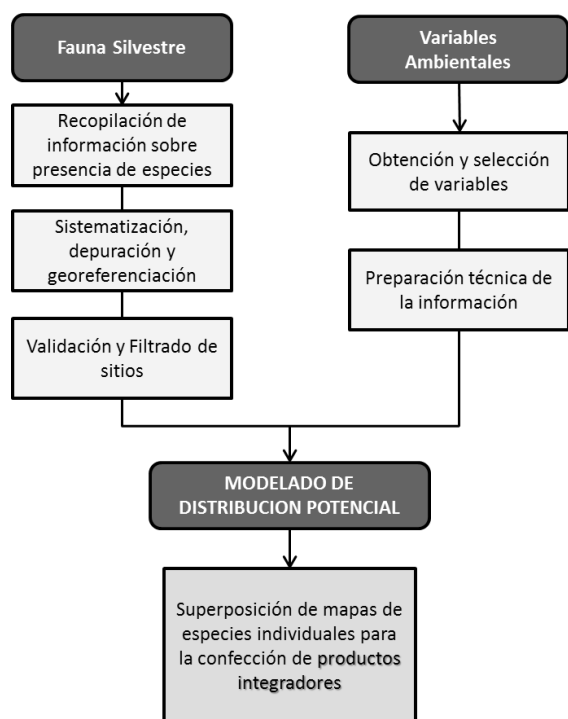 Fauna Silvestre
Recopilación de
información sobre
presencia de especies
Sistematización,
depuración y
georeferenciación
Validación y Filtrado de
sitios
Variables
Ambientales
Obtención y selección
de variables
Preparación técnica de
la información
MODELADO DE
DISTRIBUCION POTENCIAL
Superposición de mapas de
especies individuales para
la confección de productos
integradores